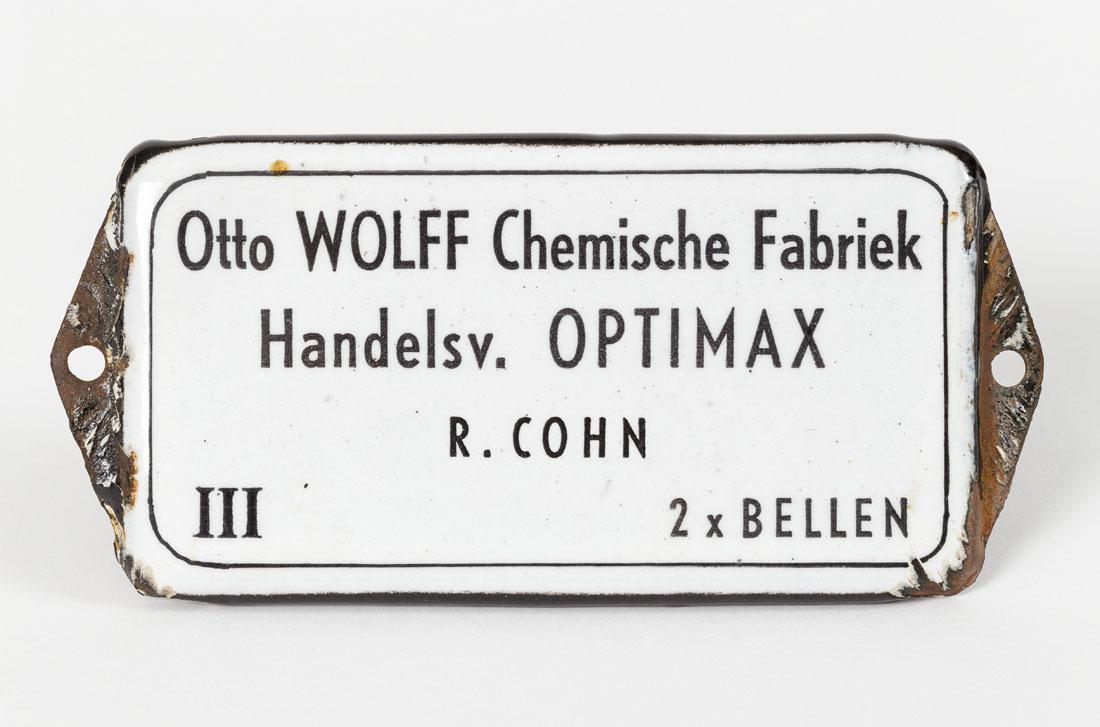 Otto WOLFF Chemische Fabriek
Handelsv. OPTIMAX
R. COHN
III 2 x BELLEN